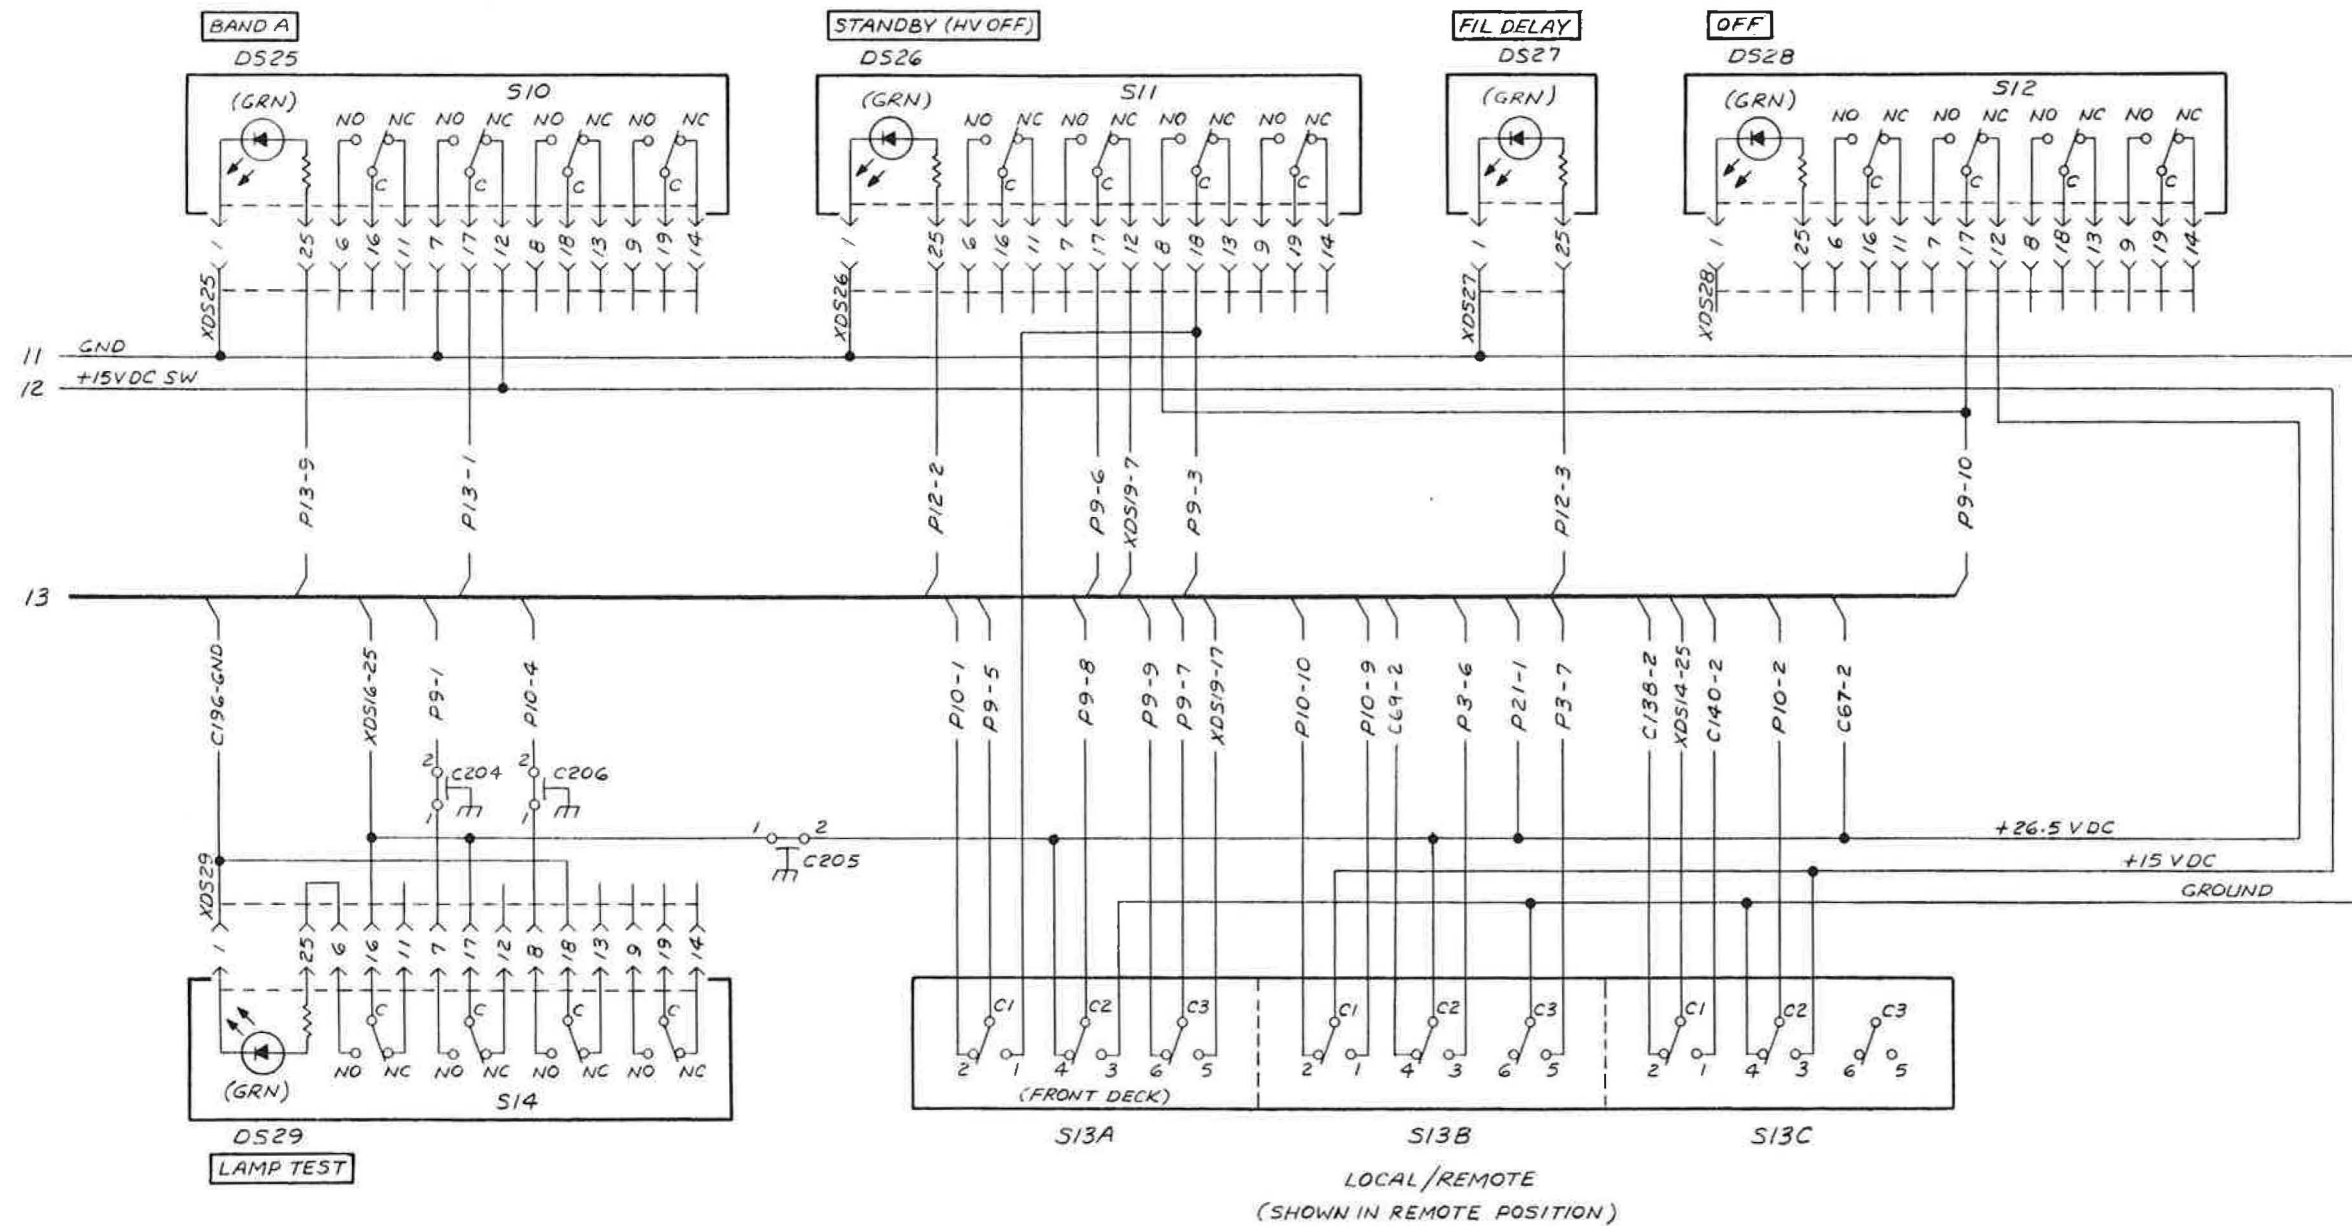 BAND A STANDBY (HV OFF) FIL DELAY OFF
DS25 DS26 DS27 DS28
S10 S11 S12
(GRN) (GRN) (GRN) (GRN)
NO NC NO NC NO NC NO NC NO NC NO NC NO NC NO NC NO NC NO NC NO NC NO NC
C C C C C C C C C C C C
1 25 6 16 11 7 17 12 8 18 13 9 19 14 1 25 6 16 11 7 17 12 8 18 13 9 19 14 1 25 1 25 6 16 11 7 17 12 8 18 13 9 19 14
XDS25 XDS26 XDS27 XDS28
11 GND
12 +15VDC SW
P13-9 P13-1 P12-2 P9-6 XDS19-7 P9-3 P12-3 P9-10
13
C196-GND XDS16-25 P9-1 P10-4 P10-1 P9-5 P9-8 P9-9 P9-7 XDS19-17 P10-10 P10-9 C69-2 P3-6 P21-1 P3-7 C138-2 XDS14-25 C140-2 P10-2 C67-2
2 C204 2 C206
1 1
1 2 +26.5 VDC
C205 +15 VDC
XDS29 GROUND
1 25 6 16 11 7 17 12 8 18 13 9 19 14
C C C C C1 C2 C3 C1 C2 C3 C1 C2 C3
NO NC NO NC NO NC NO NC 2 1 4 3 6 5 2 1 4 3 6 5 2 1 4 3 6 5
(GRN) S14 (FRONT DECK)
DS29 S13A S13B S13C
LAMP TEST
LOCAL/REMOTE
(SHOWN IN REMOTE POSITION)